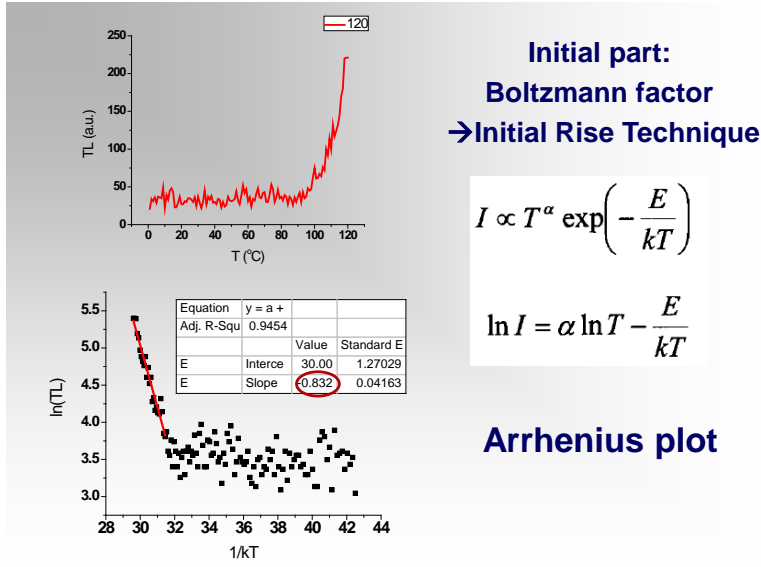 120
250
200
150
100
50
0
TL (a.u.)
0 20 40 60 80 100 120
T (°C)
Initial part:
Boltzmann factor
→Initial Rise Technique
I ∝ T^α exp(−E/kT)
ln I = α ln T − E/kT
Arrhenius plot
5.5
5.0
4.5
4.0
3.5
3.0
ln(TL)
Equation y = a +
Adj. R-Squ 0.9454
Value Standard E
E Interce 30.00 1.27029
E Slope -0.832 0.04163
28 30 32 34 36 38 40 42 44
1/kT